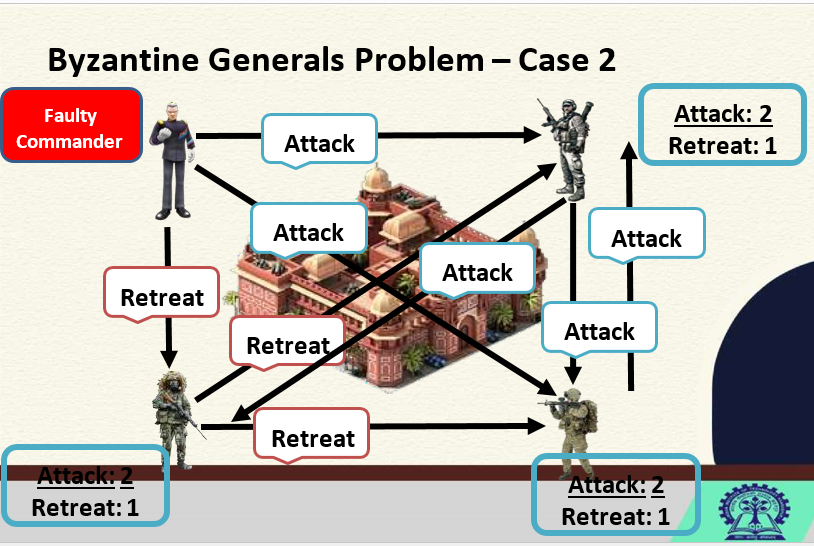 Byzantine Generals Problem – Case 2
Faulty
Commander
Attack
Attack: 2
Retreat: 1
Attack
Attack
Attack
Retreat
Attack
Retreat
Retreat
Attack: 2
Retreat: 1
Attack: 2
Retreat: 1